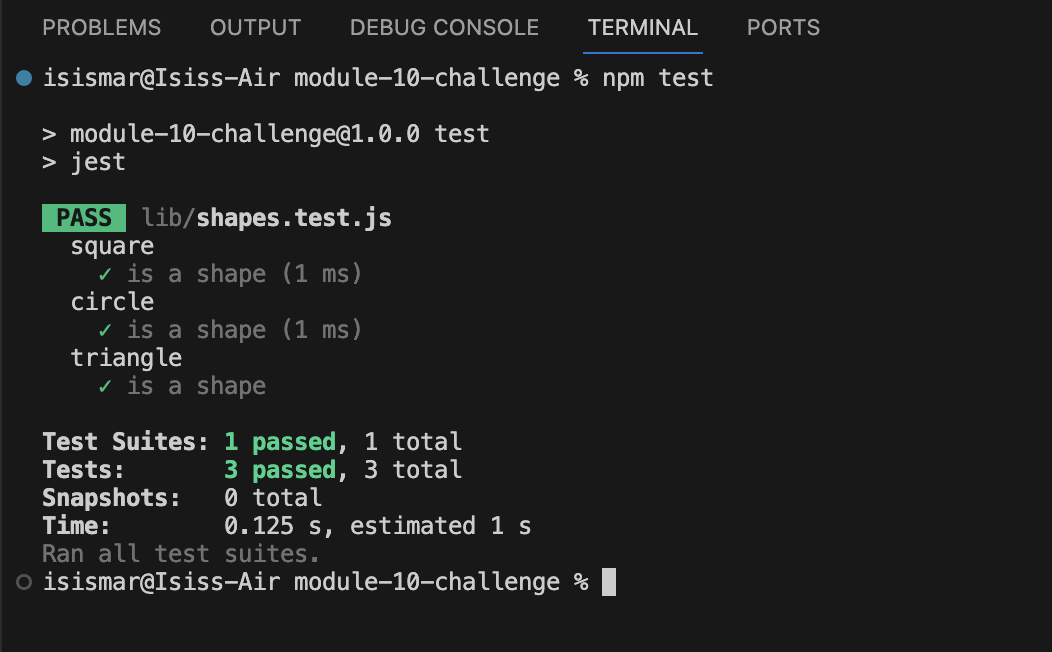 PROBLEMS OUTPUT DEBUG CONSOLE TERMINAL PORTS
isismar@Isiss-Air module-10-challenge % npm test
> module-10-challenge@1.0.0 test
> jest
PASS lib/shapes.test.js
square
✓ is a shape (1 ms)
circle
✓ is a shape (1 ms)
triangle
✓ is a shape
Test Suites: 1 passed, 1 total
Tests: 3 passed, 3 total
Snapshots: 0 total
Time: 0.125 s, estimated 1 s
Ran all test suites.
isismar@Isiss-Air module-10-challenge %